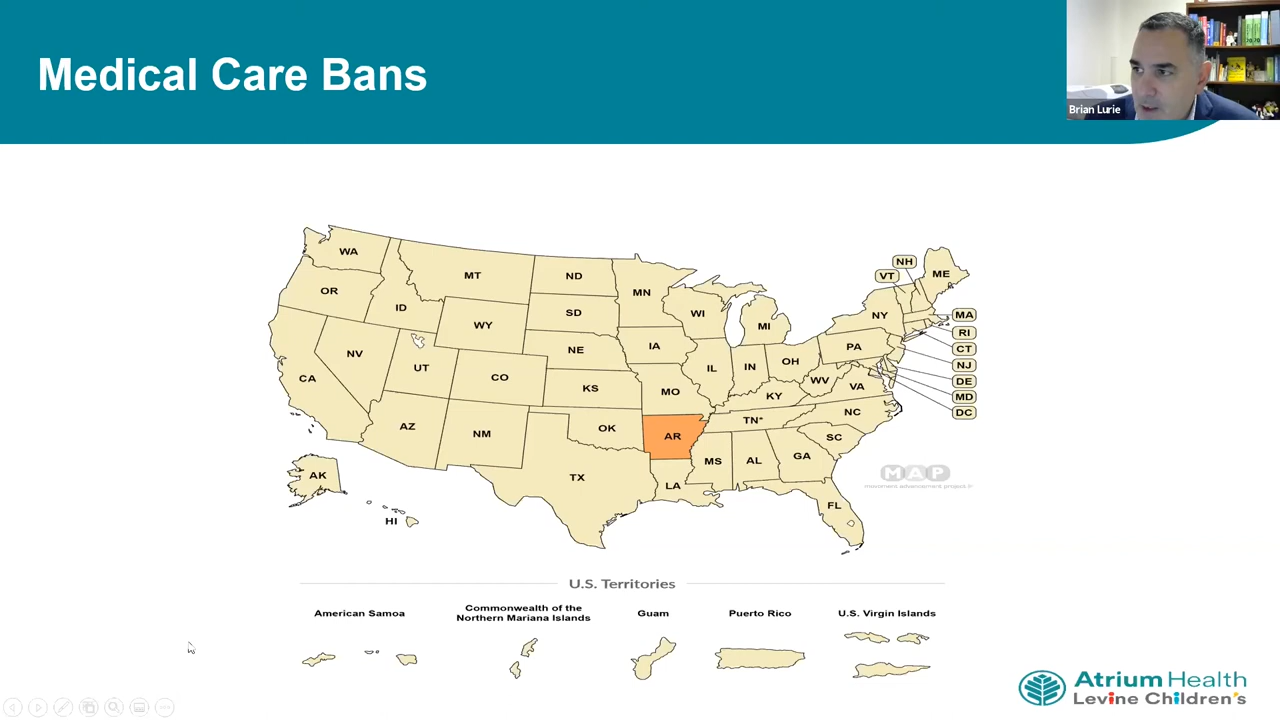 Medical Care Bans
Brian Lurie
WA
MT
ND
MN
OR
ID
WY
SD
WI
MI
NH
VT
ME
NY
MA
RI
CT
NJ
DE
MD
DC
NV
UT
CO
NE
IA
IL
IN
OH
PA
CA
KS
MO
KY
WV
VA
AZ
NM
OK
AR
TN*
NC
SC
TX
LA
MS
AL
GA
FL
AK
HI
MAP
movement advancement project
U.S. Territories
American Samoa
Commonwealth of the
Northern Mariana Islands
Guam
Puerto Rico
U.S. Virgin Islands
Atrium Health
Levine Children's